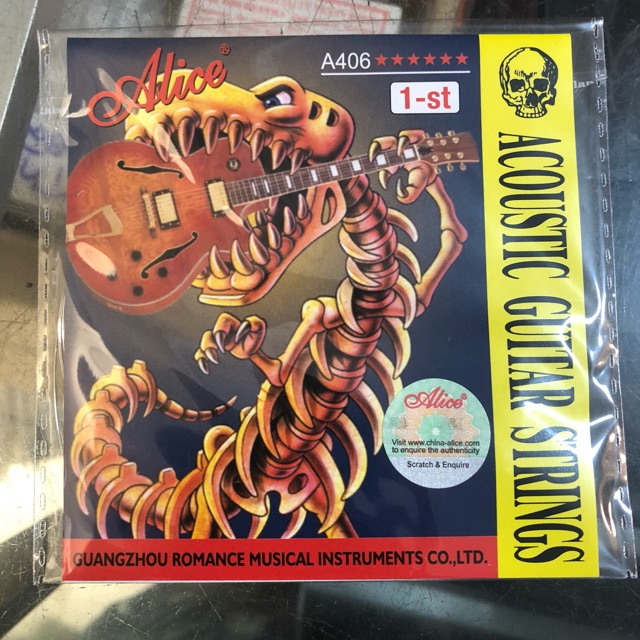 Alice®
A406 ★★★★★★
1-st
ACOUSTIC GUITAR STRINGS
Alice®
Visit www.china-alice.com
to enquire the authenticity
Scratch & Enquire
GUANGZHOU ROMANCE MUSICAL INSTRUMENTS CO.,LTD.